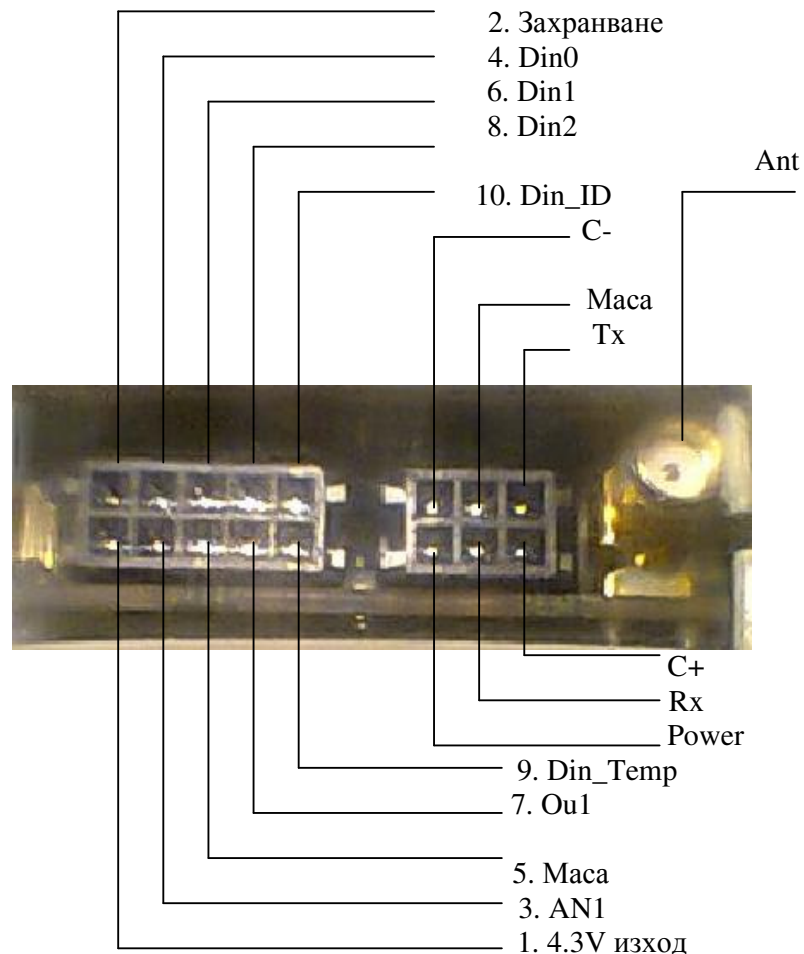 2. Захранване
4. Din0
6. Din1
8. Din2
Ant
10. Din_ID
C-
Маса
Tx
C+
Rx
Power
9. Din_Temp
7. Ou1
5. Маса
3. AN1
1. 4.3V изход